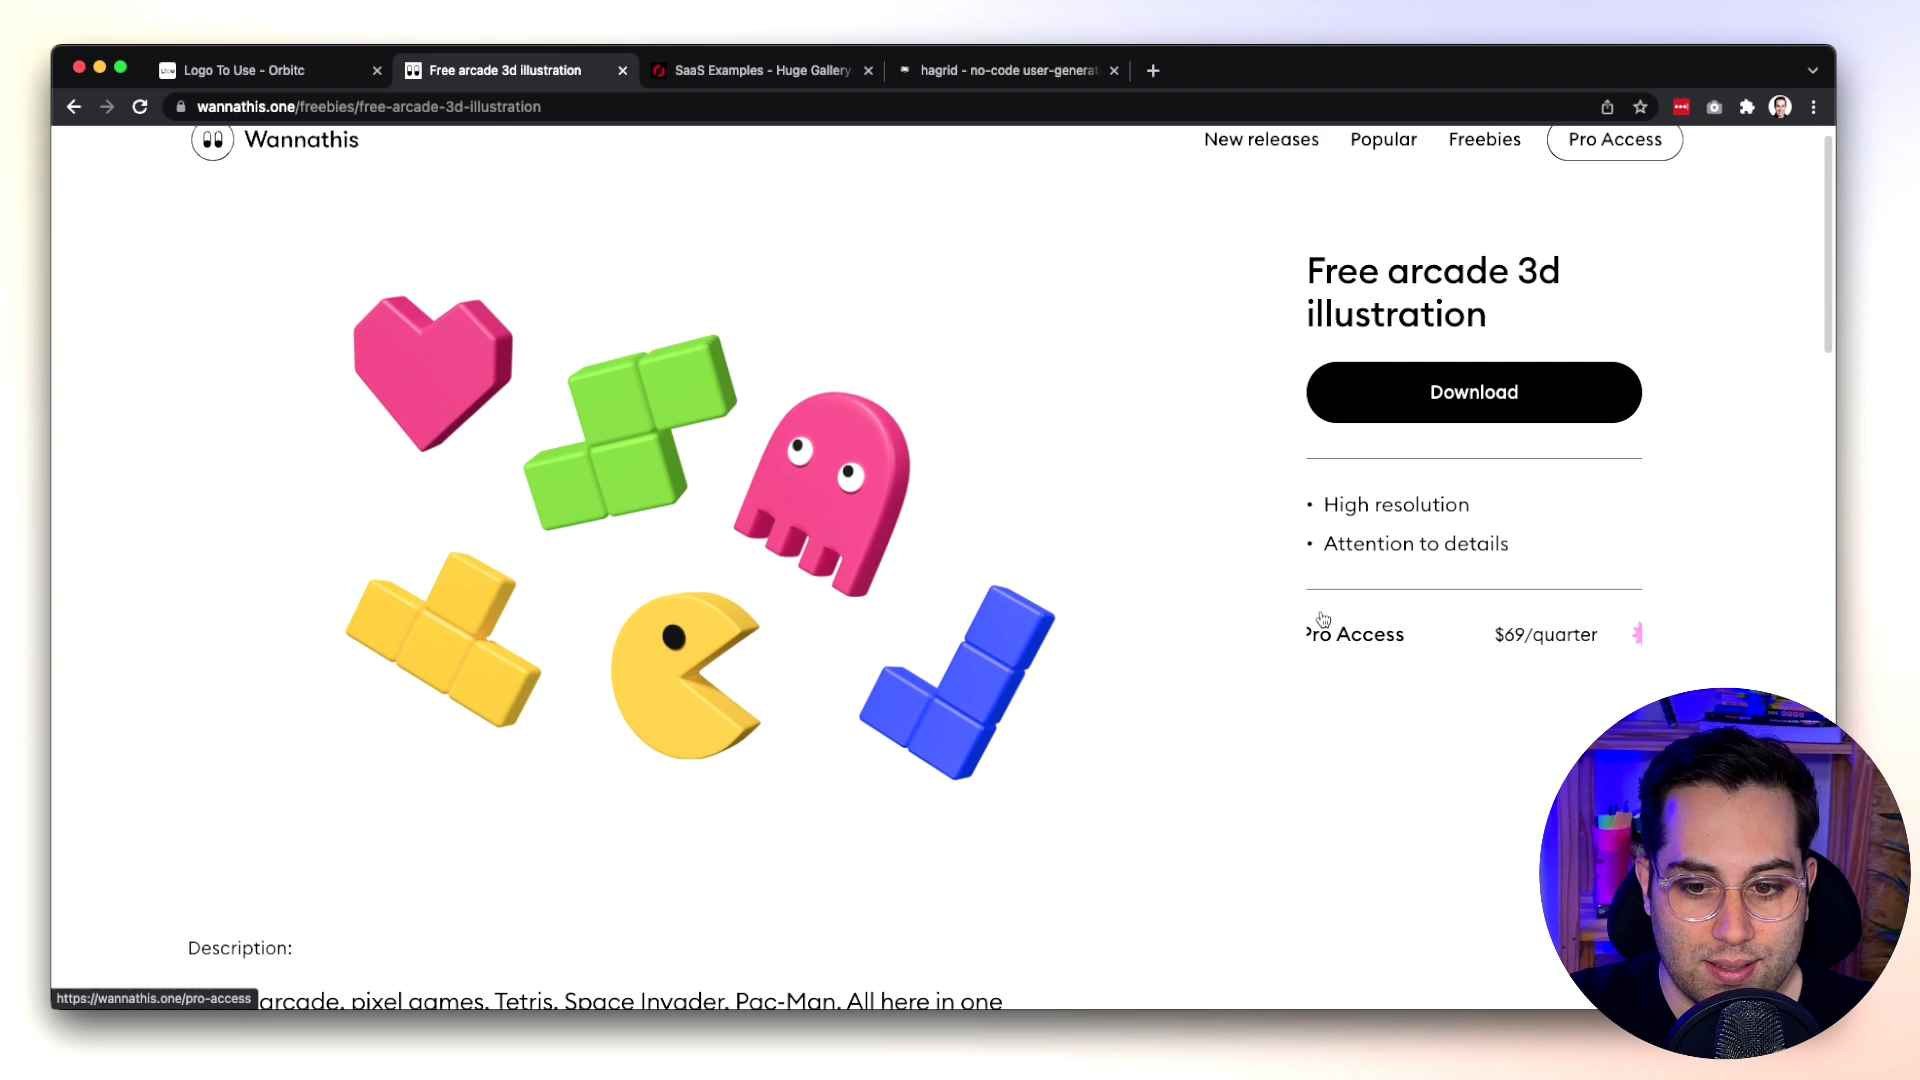 Logo To Use - Orbitc
Free arcade 3d illustration
SaaS Examples - Huge Gallery
hagrid - no-code user-generat
wannathis.one/freebies/free-arcade-3d-illustration
Wannathis
New releases
Popular
Freebies
Pro Access
Free arcade 3d
illustration
Download
• High resolution
• Attention to details
Pro Access
$69/quarter
Description:
arcade, pixel games, Tetris, Space Invader, Pac-Man. All here in one
https://wannathis.one/pro-access